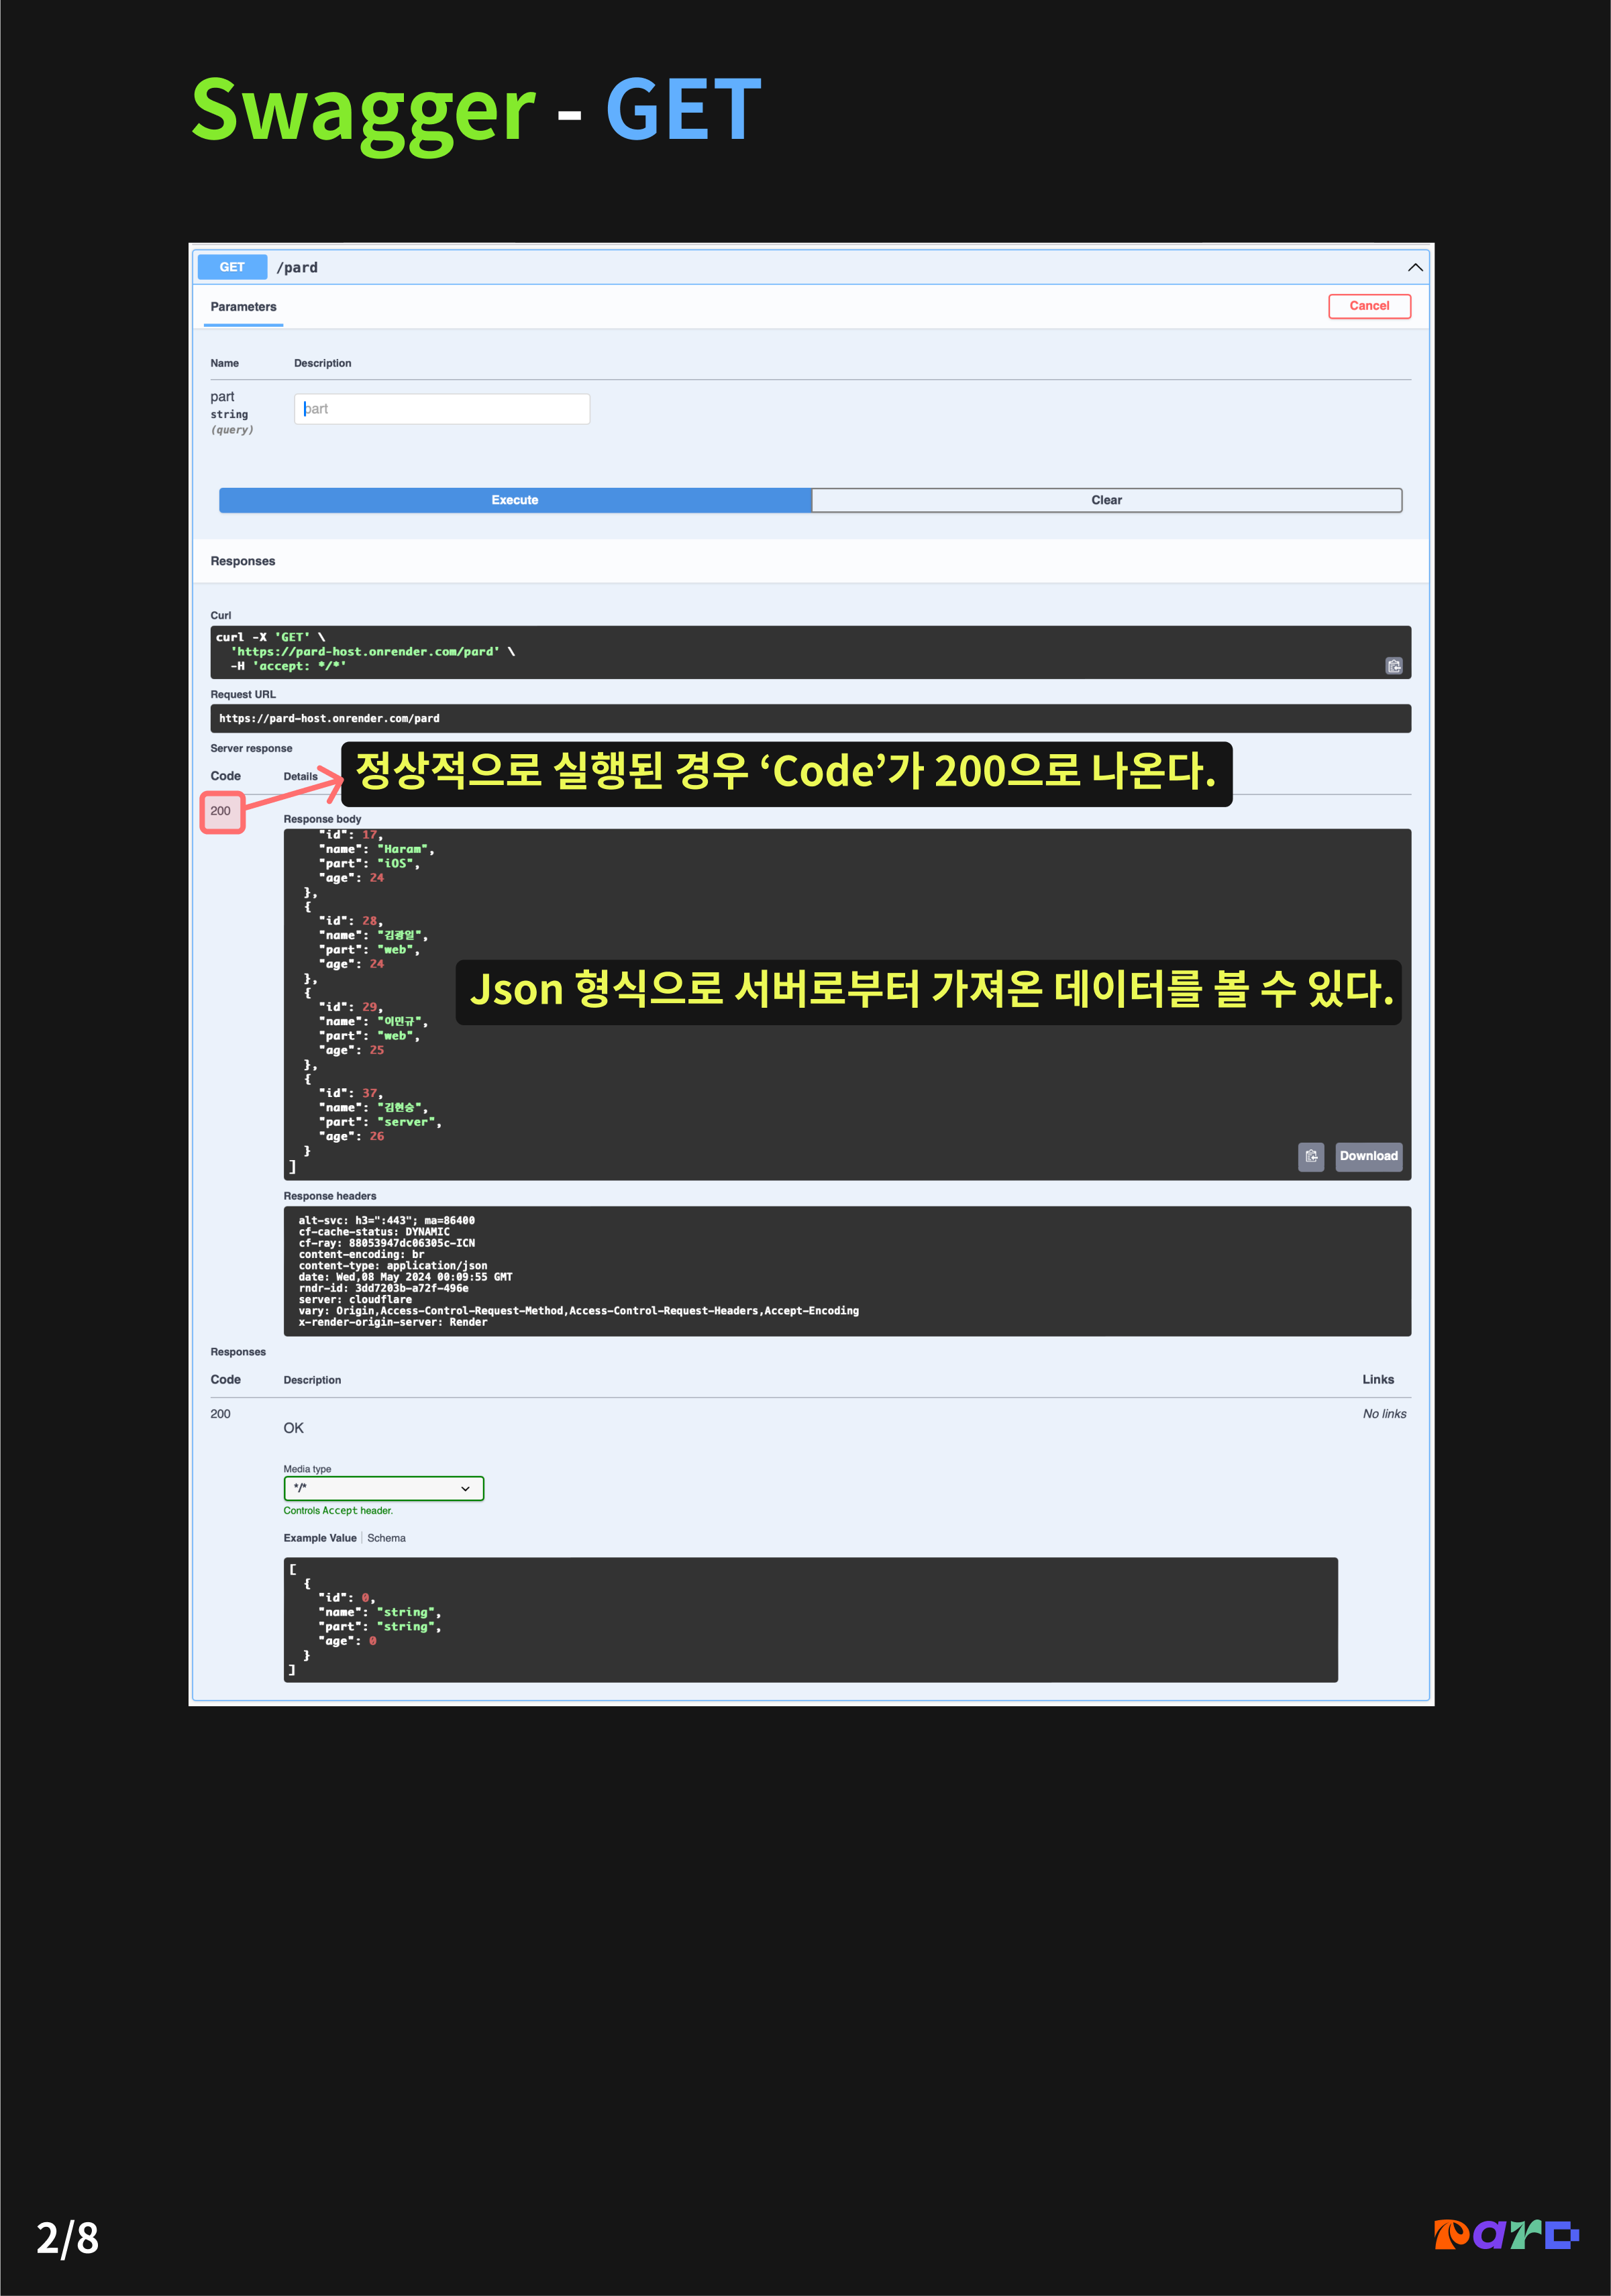 Swagger - GET
GET /pard
Parameters
Cancel
Name Description
part
string
(query)
part
Execute
Clear
Responses
Curl
curl -X 'GET' \
'https://pard-host.onrender.com/pard' \
-H 'accept: */*'
Request URL
https://pard-host.onrender.com/pard
Server response
Code Details
정상적으로 실행된 경우 ‘Code’가 200으로 나온다.
200
Response body
"id": 17,
"name": "Haram",
"part": "iOS",
"age": 24
},
{
"id": 28,
"name": "김광일",
"part": "web",
"age": 24
},
{
Json 형식으로 서버로부터 가져온 데이터를 볼 수 있다.
"id": 29,
"name": "이민규",
"part": "web",
"age": 25
},
{
"id": 37,
"name": "김현승",
"part": "server",
"age": 26
}
]
Download
Response headers
alt-svc: h3=":443"; ma=86400
cf-cache-status: DYNAMIC
cf-ray: 88053947dc06305c-ICN
content-encoding: br
content-type: application/json
date: Wed,08 May 2024 00:09:55 GMT
rndr-id: 3dd7203b-a72f-496e
server: cloudflare
vary: Origin,Access-Control-Request-Method,Access-Control-Request-Headers,Accept-Encoding
x-render-origin-server: Render
Responses
Code Description Links
200 No links
OK
Media type
*/*
Controls Accept header.
Example Value Schema
[
{
"id": 0,
"name": "string",
"part": "string",
"age": 0
}
]
2/8
Pard